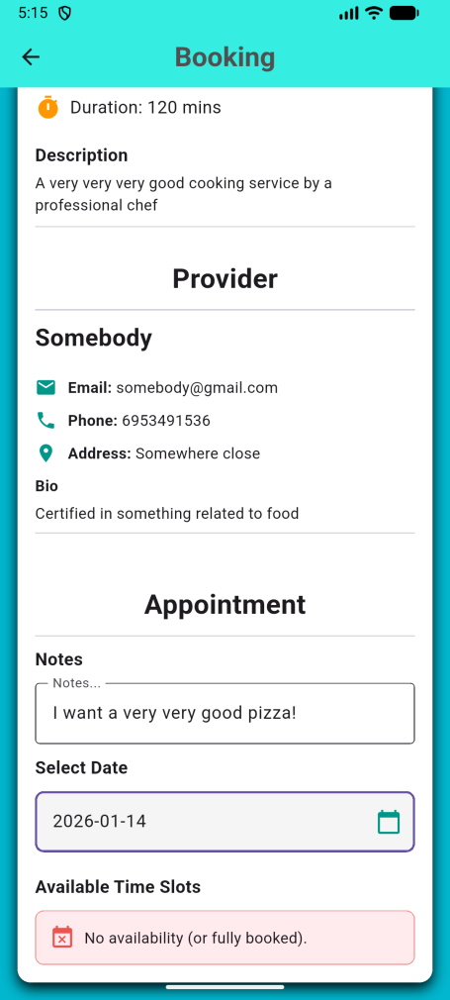 5:15
Booking
Duration: 120 mins
Description
A very very very good cooking service by a
professional chef
Provider
Somebody
Email: somebody@gmail.com
Phone: 6953491536
Address: Somewhere close
Bio
Certified in something related to food
Appointment
Notes
Notes...
I want a very very good pizza!
Select Date
2026-01-14
Available Time Slots
No availability (or fully booked).